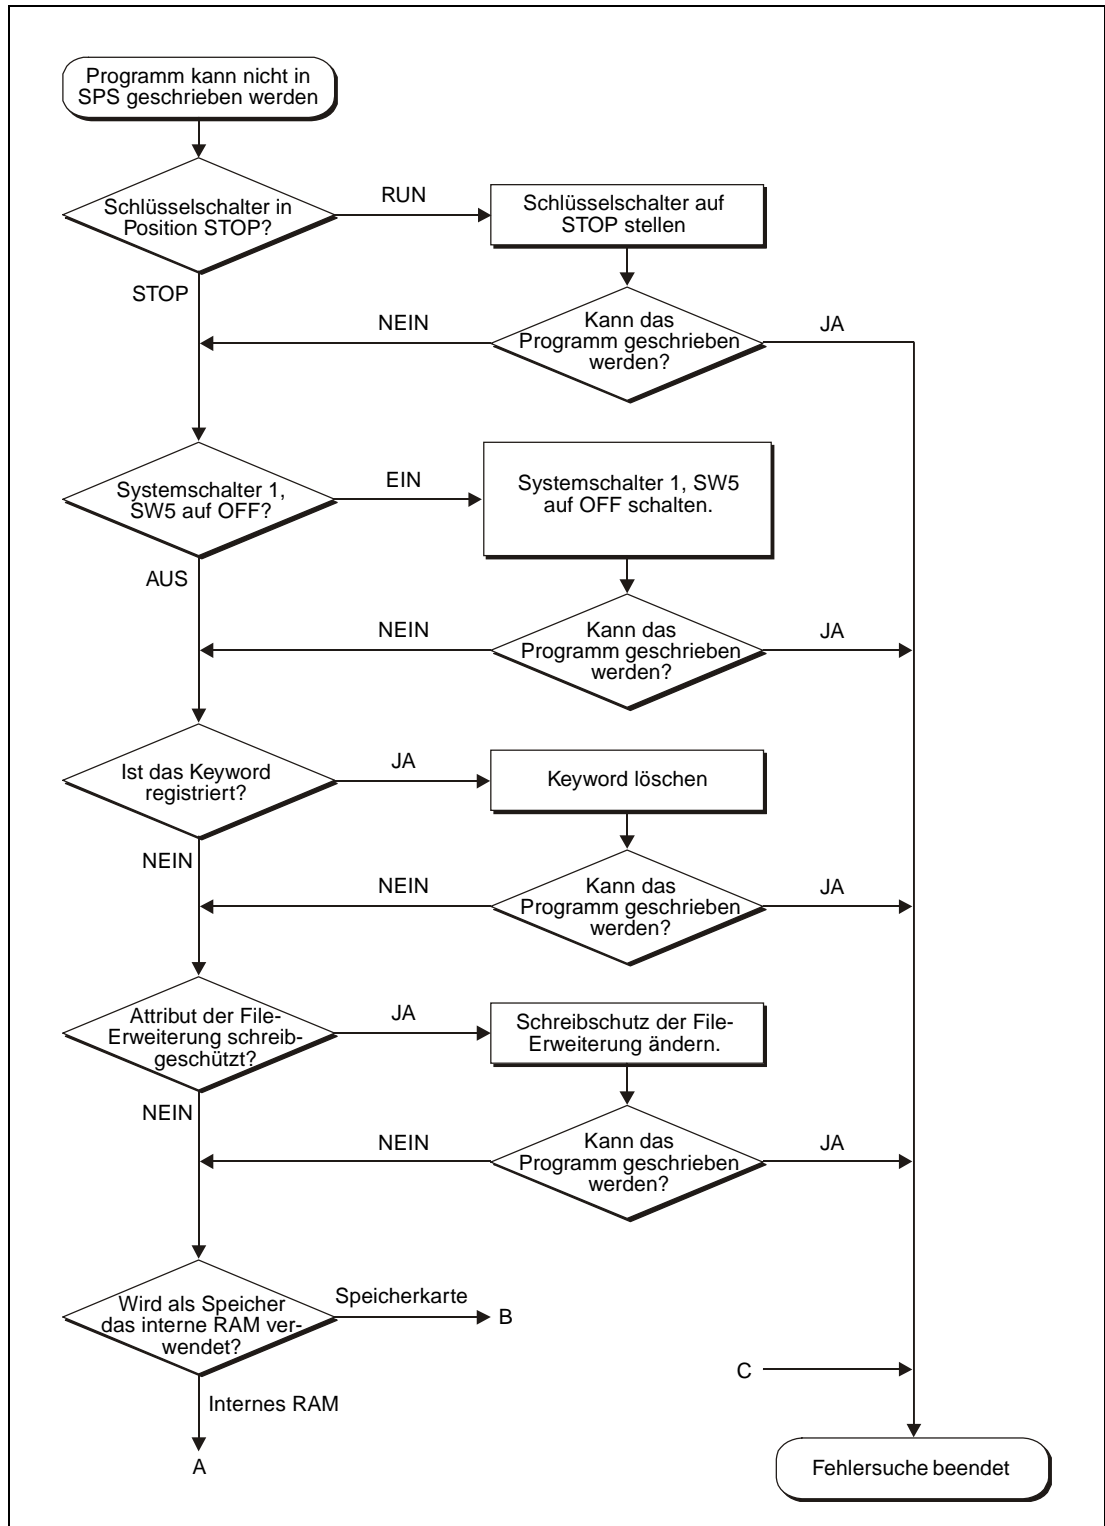 Programm kann nicht in
SPS geschrieben werden
Schlüsselschalter in
Position STOP?
RUN
Schlüsselschalter auf
STOP stellen
STOP
NEIN
Kann das
Programm geschrieben
werden?
JA
Systemschalter 1,
SW5 auf OFF?
EIN
Systemschalter 1, SW5
auf OFF schalten.
AUS
NEIN
Kann das
Programm geschrieben
werden?
JA
Ist das Keyword
registriert?
JA
Keyword löschen
NEIN
NEIN
Kann das
Programm geschrieben
werden?
JA
Attribut der File-
Erweiterung schreib-
geschützt?
JA
Schreibschutz der File-
Erweiterung ändern.
NEIN
NEIN
Kann das
Programm geschrieben
werden?
JA
Wird als Speicher
das interne RAM ver-
wendet?
Speicherkarte
B
C
Internes RAM
A
Fehlersuche beendet